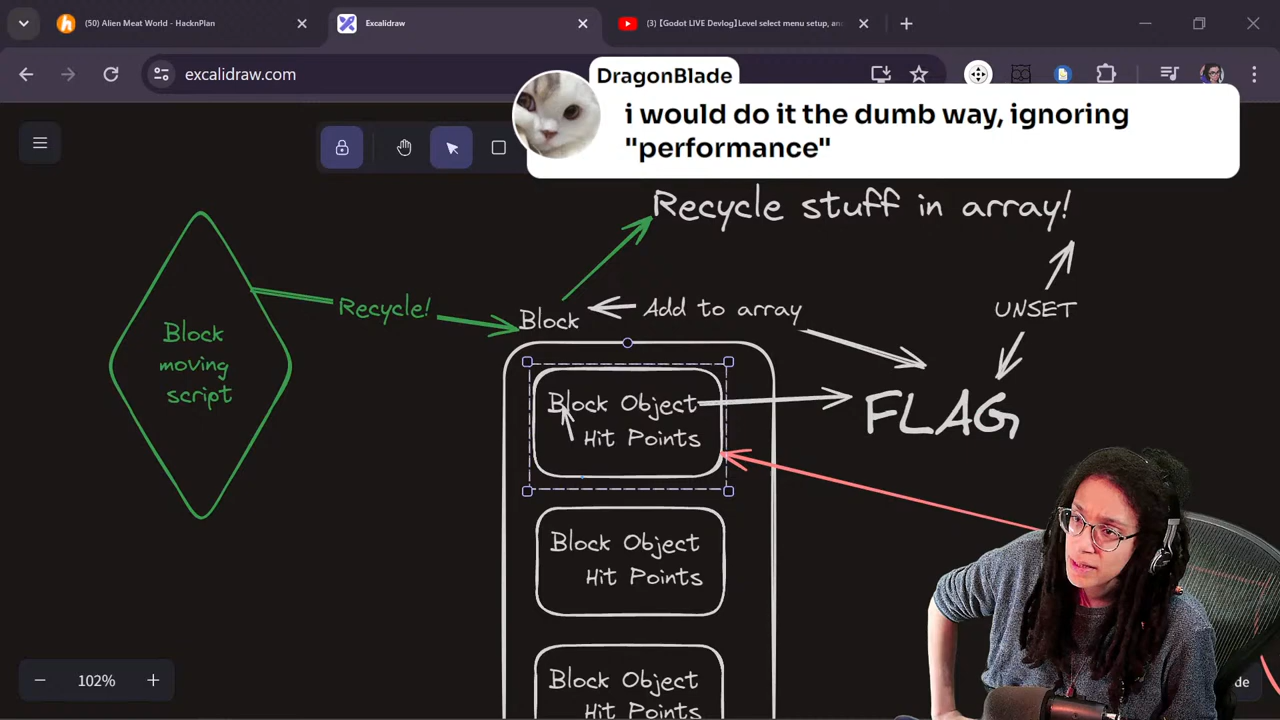 (50) Alien Meat World - HacknPlan
Excalidraw
(3) [Godot LIVE Devlog]Level select menu setup, an
excalidraw.com
DragonBlade
i would do it the dumb way, ignoring
"performance"
Recycle stuff in array!
Recycle!
Block
Add to array
UNSET
Block
moving
script
Block Object
Hit Points
FLAG
Block Object
Hit Points
Block Object
Hit Points
102%
de